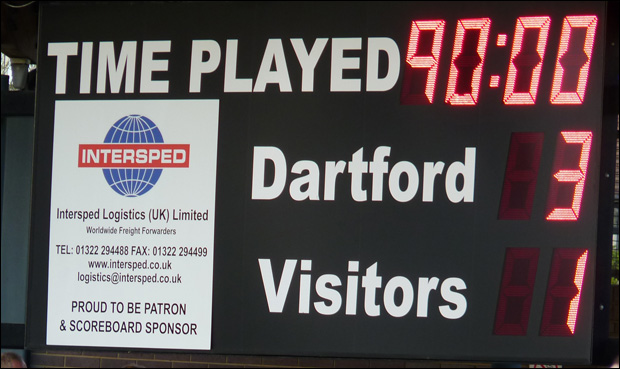 TIME PLAYED 90:00
INTERSPED
Intersped Logistics (UK) Limited
Worldwide Freight Forwarders
TEL: 01322 294488 FAX: 01322 294499
www.intersped.co.uk
logistics@intersped.co.uk
PROUD TO BE PATRON
& SCOREBOARD SPONSOR
Dartford 3
Visitors 1